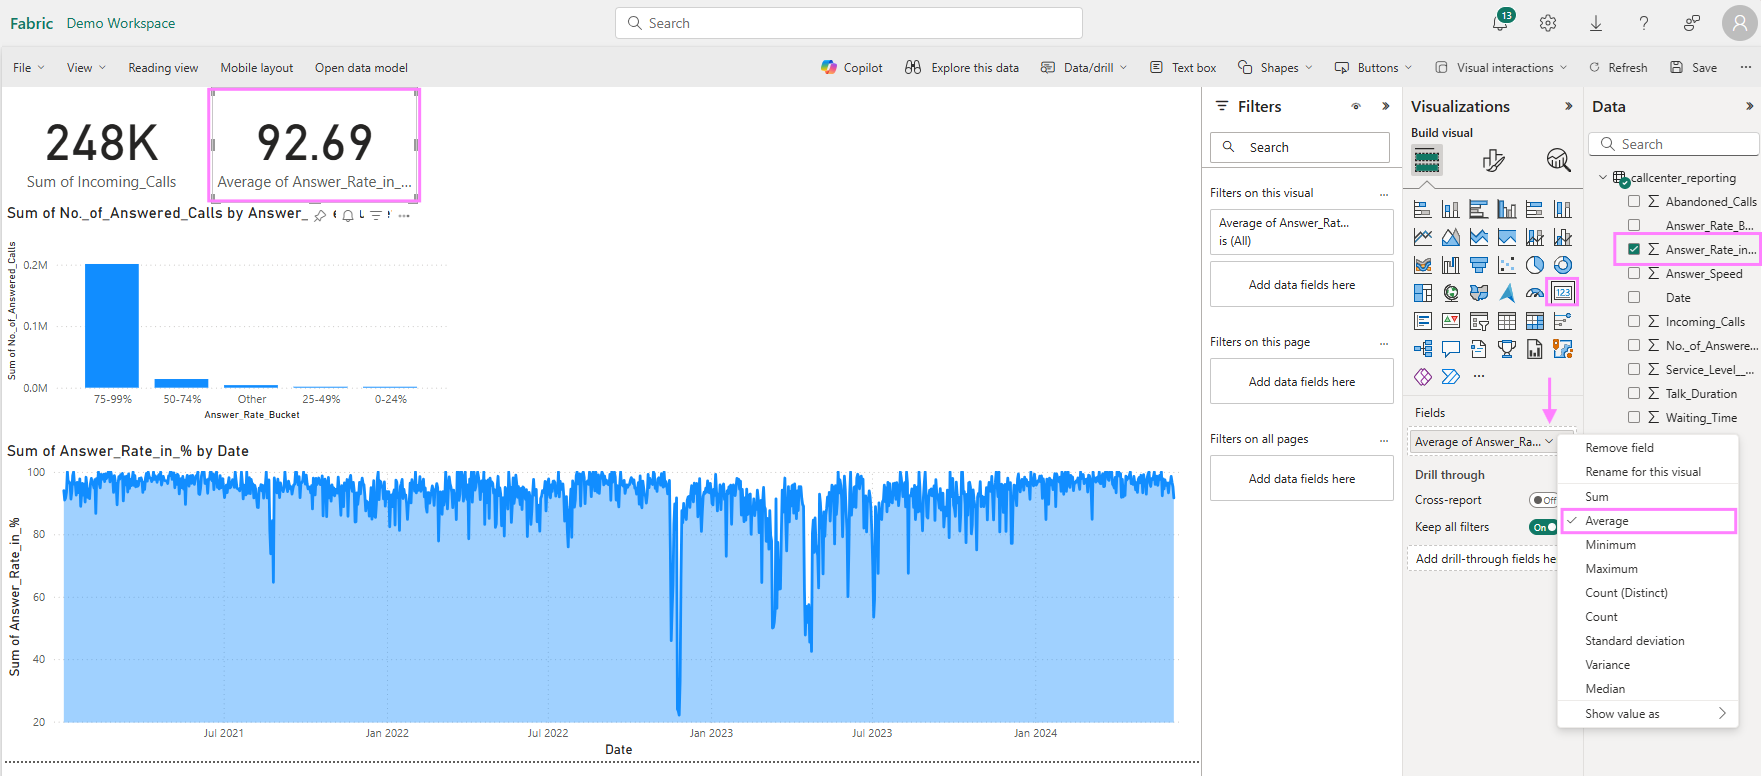 Fabric Demo Workspace
Search
13
File View Reading view Mobile layout Open data model
Copilot Explore this data Data/drill Text box Shapes Buttons Visual interactions Refresh Save ...
248K
Sum of Incoming_Calls
92.69
Average of Answer_Rate_in_...
Sum of No._of_Answered_Calls by Answer_
Sum of No._of_Answered_Calls
0.2M
0.1M
0.0M
75-99% 50-74% Other 25-49% 0-24%
Answer_Rate_Bucket
Sum of Answer_Rate_in_% by Date
Sum of Answer_Rate_in_%
100
80
60
40
20
Jul 2021 Jan 2022 Jul 2022 Jan 2023 Jul 2023 Jan 2024
Date
Filters
Search
Filters on this visual ...
Average of Answer_Rat...
is (All)
Add data fields here
Filters on this page ...
Add data fields here
Filters on all pages ...
Add data fields here
Visualizations
Build visual
123
...
Fields
Average of Answer_Ra...
Drill through
Cross-report Off
Keep all filters On
Add drill-through fields he
Remove field
Rename for this visual
Sum
Average
Minimum
Maximum
Count (Distinct)
Count
Standard deviation
Variance
Median
Show value as
Data
Search
callcenter_reporting
Abandoned_Calls
Answer_Rate_B...
Answer_Rate_in...
Answer_Speed
Date
Incoming_Calls
No._of_Answere...
Service_Level__...
Talk_Duration
Waiting_Time